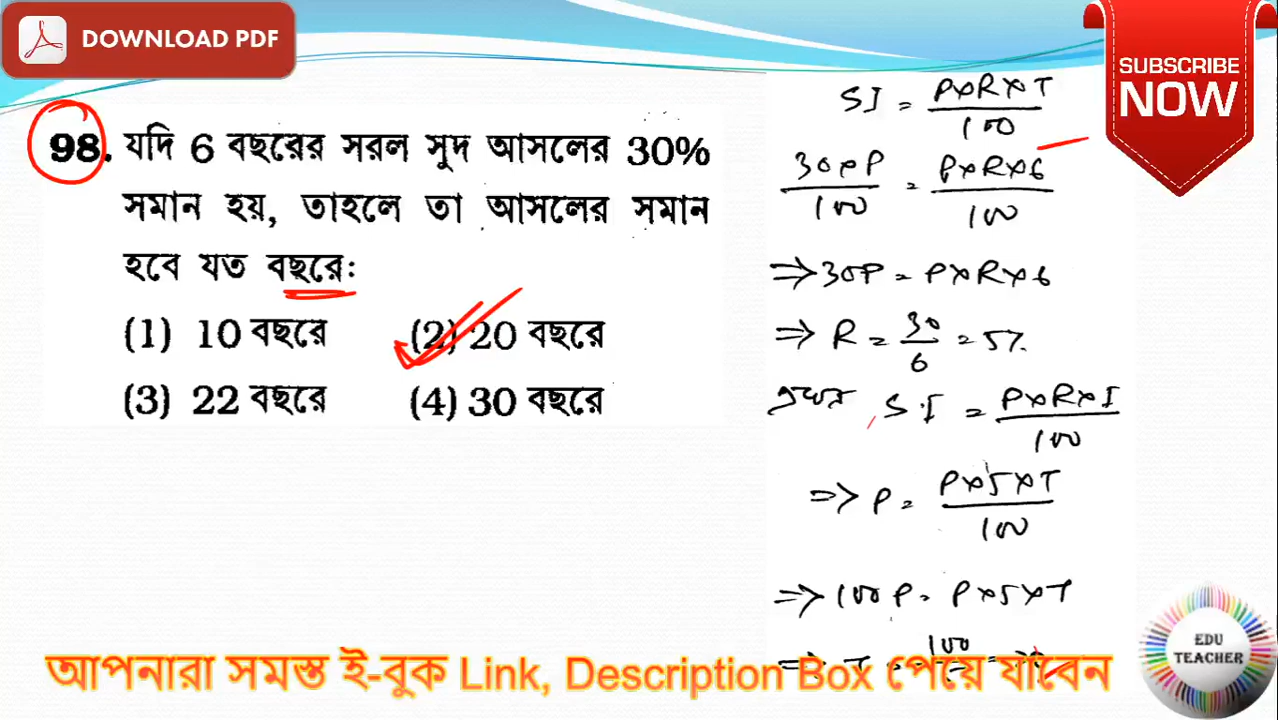 DOWNLOAD PDF
SUBSCRIBE
NOW
98. যদি 6 বছরের সরল সুদ আসলের 30%
সমান হয়, তাহলে তা আসলের সমান
হবে যত বছরে:
(1) 10 বছরে (2) 20 বছরে
(3) 22 বছরে (4) 30 বছরে
SI = P×R×T
100
30×P = P×R×6
100 100
⇒ 30P = P×R×6
⇒ R = 30 = 5%
6
S.I = P×R×I
100
⇒ P = P×5×T
100
⇒ 100P = P×5×T
100
EDU
TEACHER
আপনারা সমস্ত ই-বুক Link, Description Box পেয়ে যাবেন